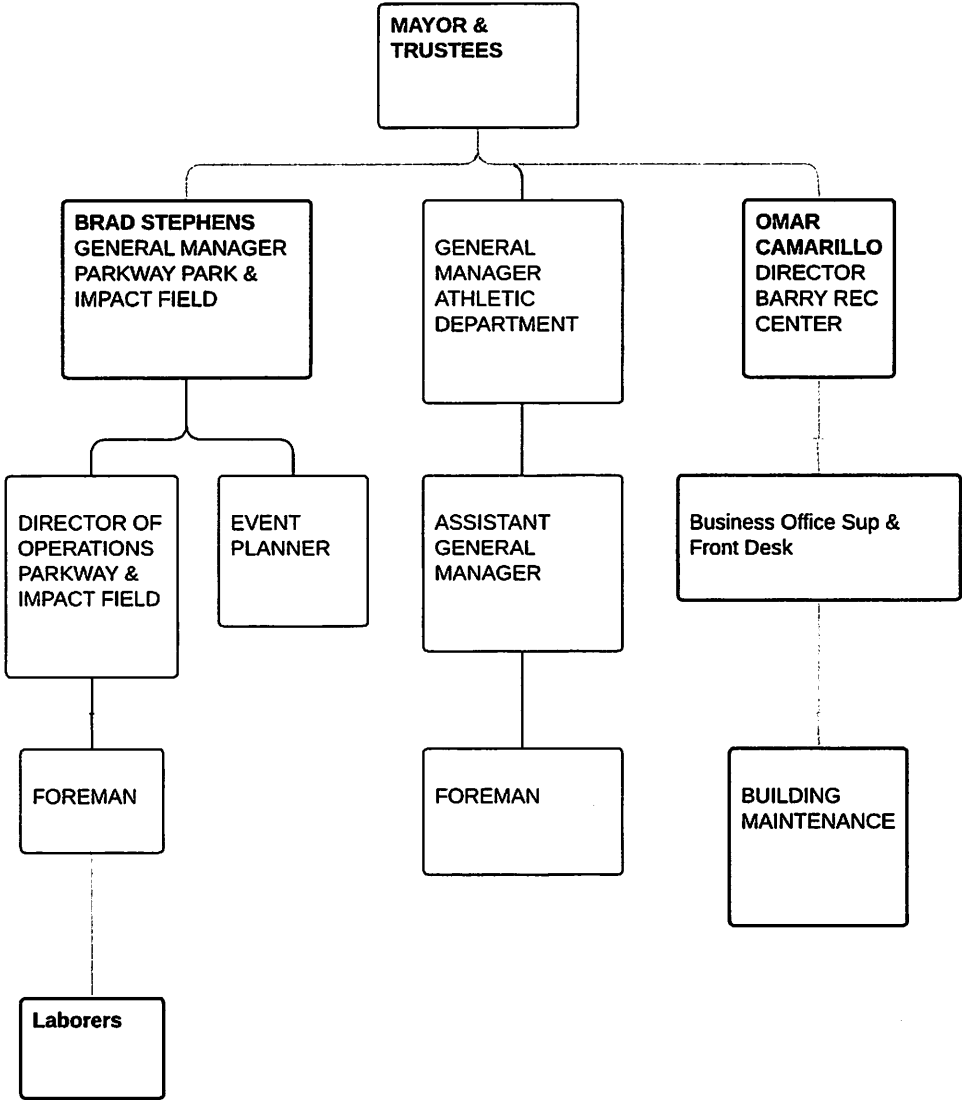 MAYOR &
TRUSTEES
BRAD STEPHENS
GENERAL MANAGER
PARKWAY PARK &
IMPACT FIELD
GENERAL
MANAGER
ATHLETIC
DEPARTMENT
OMAR
CAMARILLO
DIRECTOR
BARRY REC
CENTER
DIRECTOR OF
OPERATIONS
PARKWAY &
IMPACT FIELD
EVENT
PLANNER
ASSISTANT
GENERAL
MANAGER
Business Office Sup &
Front Desk
FOREMAN
FOREMAN
BUILDING
MAINTENANCE
Laborers